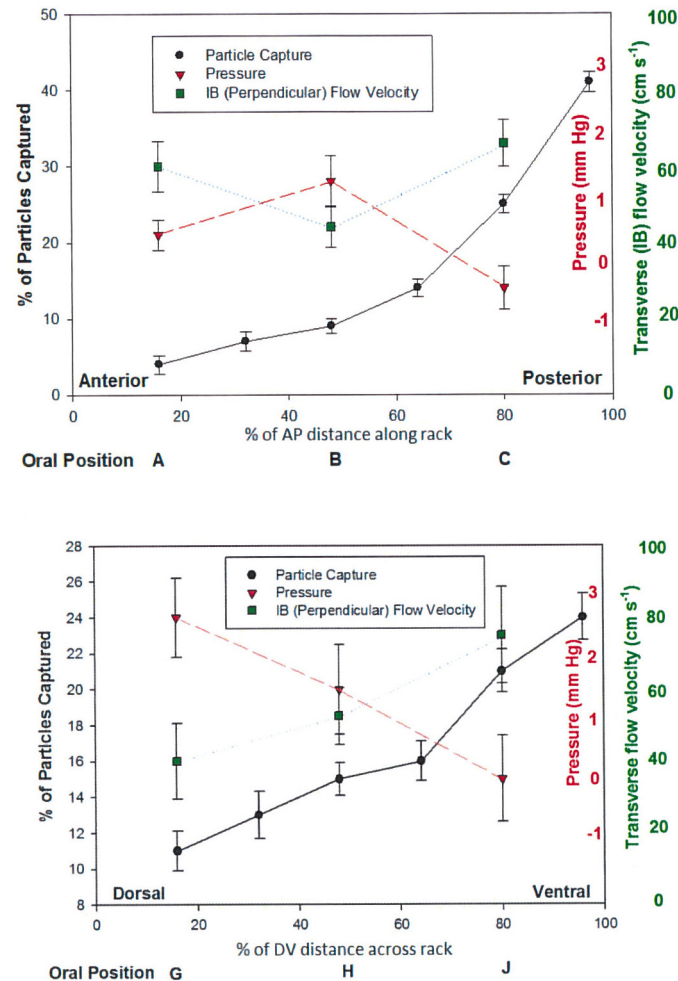 50
40
30
20
10
0
% of Particles Captured
Particle Capture
Pressure
IB (Perpendicular) Flow Velocity
3
2
1
0
-1
Pressure (mm Hg)
100
80
60
40
20
0
Transverse (IB) flow velocity (cm s⁻¹)
Anterior
Posterior
0 20 40 60 80 100
% of AP distance along rack
Oral Position A B C
28
26
24
22
20
18
16
14
12
10
8
% of Particles Captured
Particle Capture
Pressure
IB (Perpendicular) Flow Velocity
3
2
1
0
-1
Pressure (mm Hg)
100
80
60
40
20
0
Transverse flow velocity (cm s⁻¹)
Dorsal
Ventral
0 20 40 60 80 100
% of DV distance across rack
Oral Position G H J